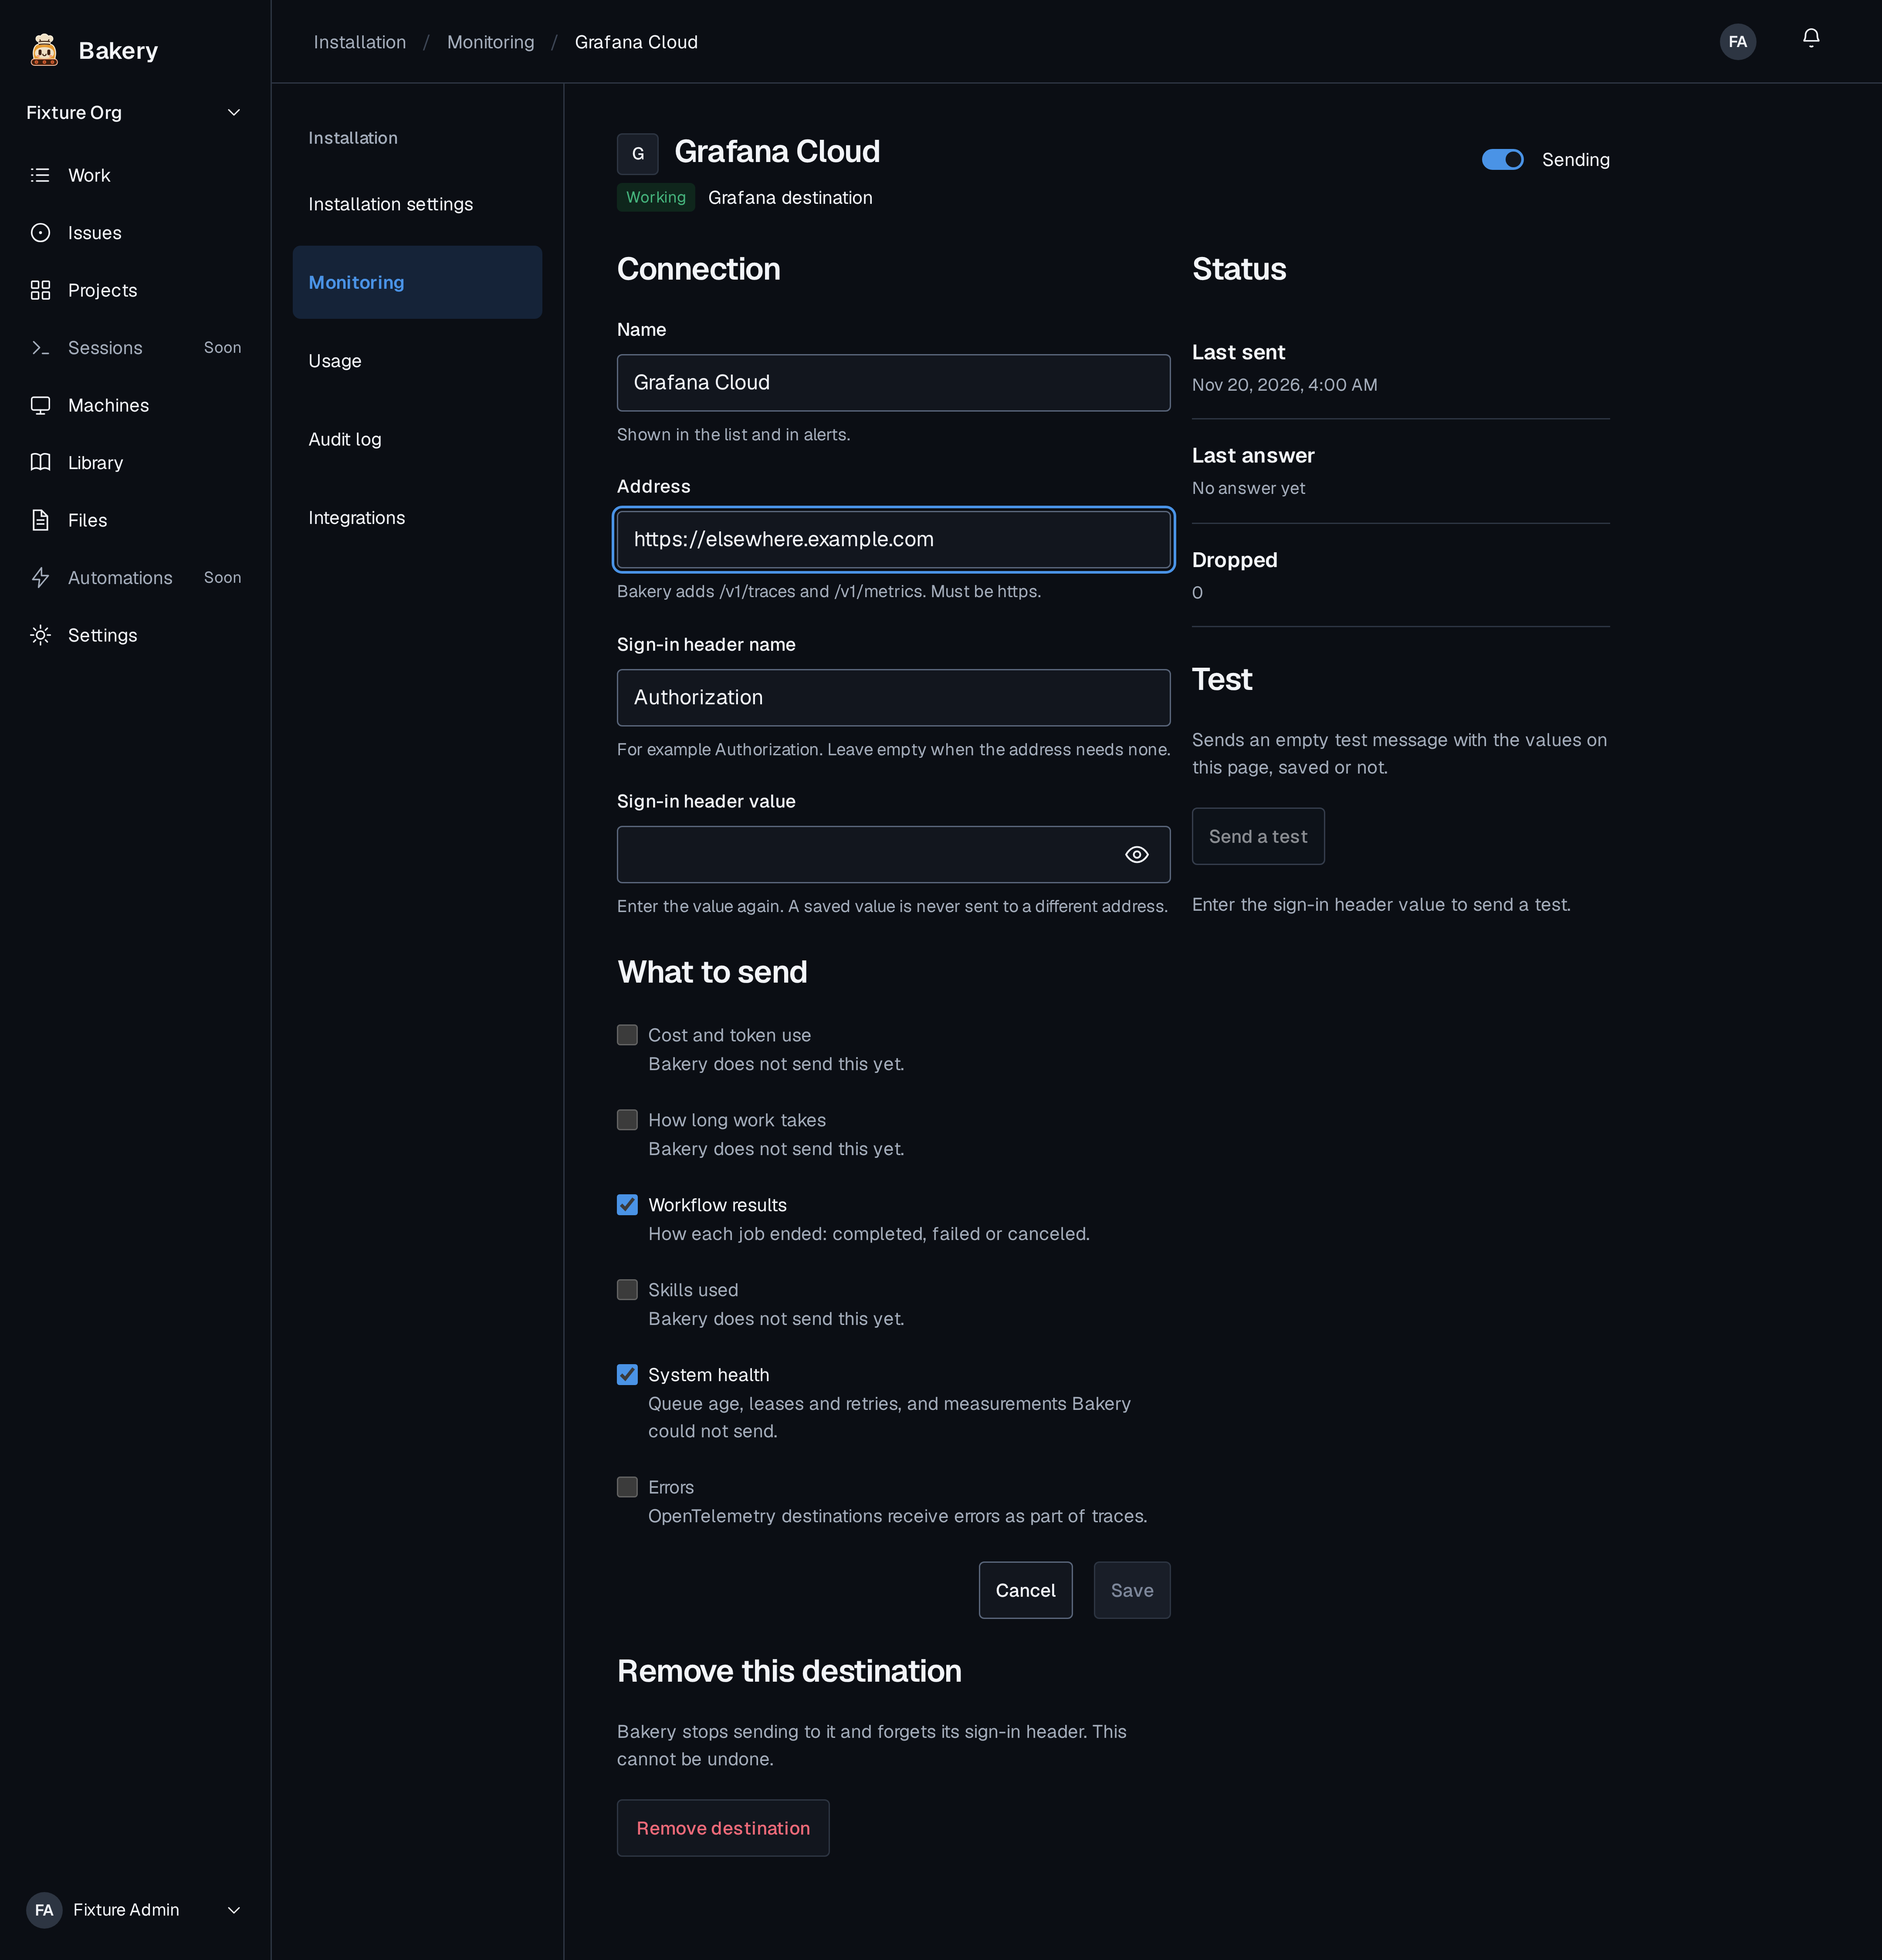 Bakery
Fixture Org
Work
Issues
Projects
Sessions Soon
Machines
Library
Files
Automations Soon
Settings
FA Fixture Admin
Installation / Monitoring / Grafana Cloud
FA
Installation
Installation settings
Monitoring
Usage
Audit log
Integrations
G Grafana Cloud
Working Grafana destination
Sending
Connection
Name
Grafana Cloud
Shown in the list and in alerts.
Address
https://elsewhere.example.com
Bakery adds /v1/traces and /v1/metrics. Must be https.
Sign-in header name
Authorization
For example Authorization. Leave empty when the address needs none.
Sign-in header value
Enter the value again. A saved value is never sent to a different address.
What to send
Cost and token use
Bakery does not send this yet.
How long work takes
Bakery does not send this yet.
Workflow results
How each job ended: completed, failed or canceled.
Skills used
Bakery does not send this yet.
System health
Queue age, leases and retries, and measurements Bakery
could not send.
Errors
OpenTelemetry destinations receive errors as part of traces.
Cancel
Save
Remove this destination
Bakery stops sending to it and forgets its sign-in header. This
cannot be undone.
Remove destination
Status
Last sent
Nov 20, 2026, 4:00 AM
Last answer
No answer yet
Dropped
0
Test
Sends an empty test message with the values on
this page, saved or not.
Send a test
Enter the sign-in header value to send a test.